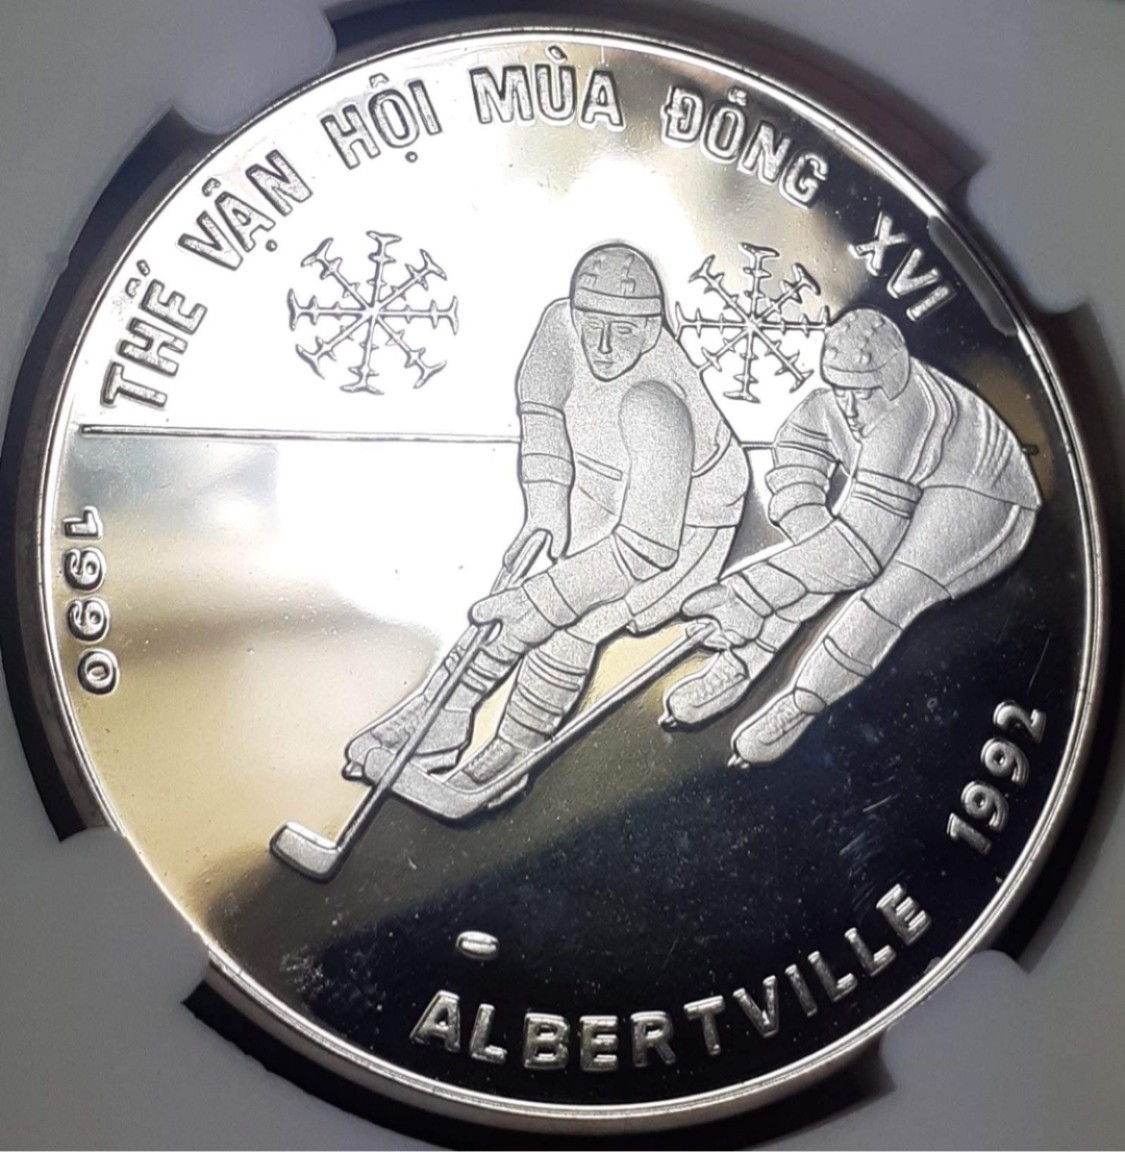 THẾ VẬN HỘI MÙA ĐÔNG XVI
1990
ALBERTVILLE 1992